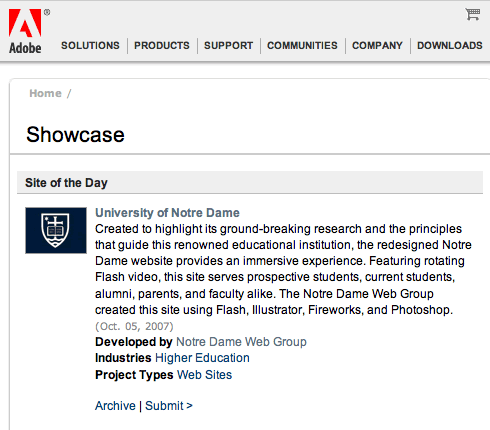 Adobe ®
SOLUTIONS PRODUCTS SUPPORT COMMUNITIES COMPANY DOWNLOADS
Home /
Showcase
Site of the Day
University of Notre Dame
Created to highlight its ground-breaking research and the principles
that guide this renowned educational institution, the redesigned Notre
Dame website provides an immersive experience. Featuring rotating
Flash video, this site serves prospective students, current students,
alumni, parents, and faculty alike. The Notre Dame Web Group
created this site using Flash, Illustrator, Fireworks, and Photoshop.
(Oct. 05, 2007)
Developed by Notre Dame Web Group
Industries Higher Education
Project Types Web Sites
Archive | Submit >